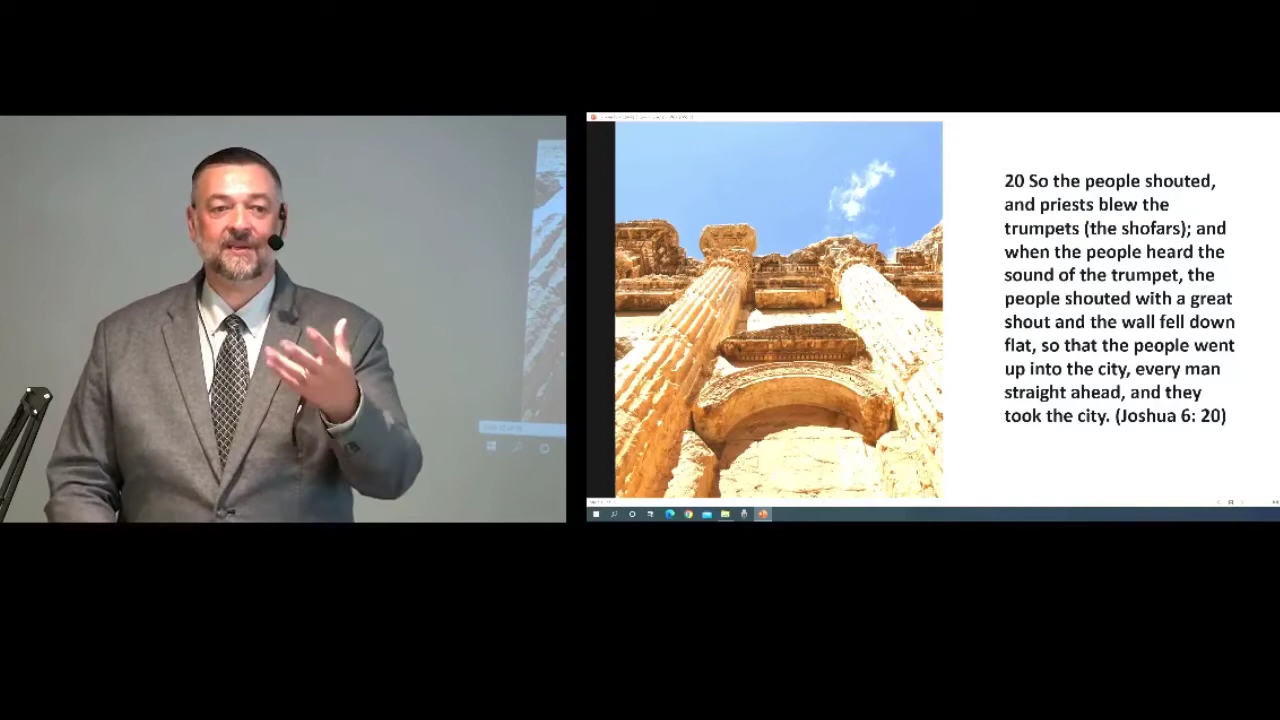 20 So the people shouted,
and priests blew the
trumpets (the shofars); and
when the people heard the
sound of the trumpet, the
people shouted with a great
shout and the wall fell down
flat, so that the people went
up into the city, every man
straight ahead, and they
took the city. (Joshua 6: 20)